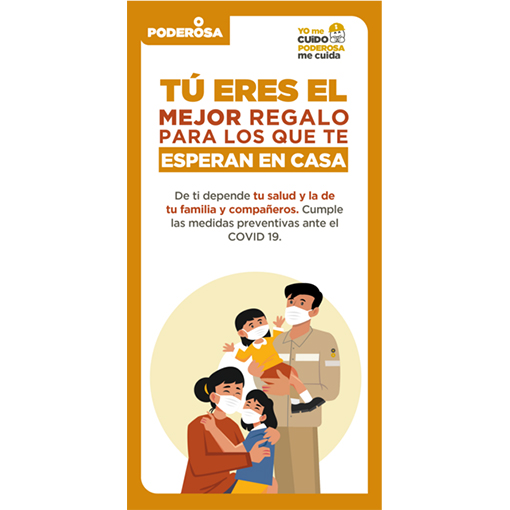 PODEROSA
YO me
CUIDO
PODEROSA
me cuida
TÚ ERES EL
MEJOR REGALO
PARA LOS QUE TE
ESPERAN EN CASA
De ti depende tu salud y la de
tu familia y compañeros. Cumple
las medidas preventivas ante el
COVID 19.